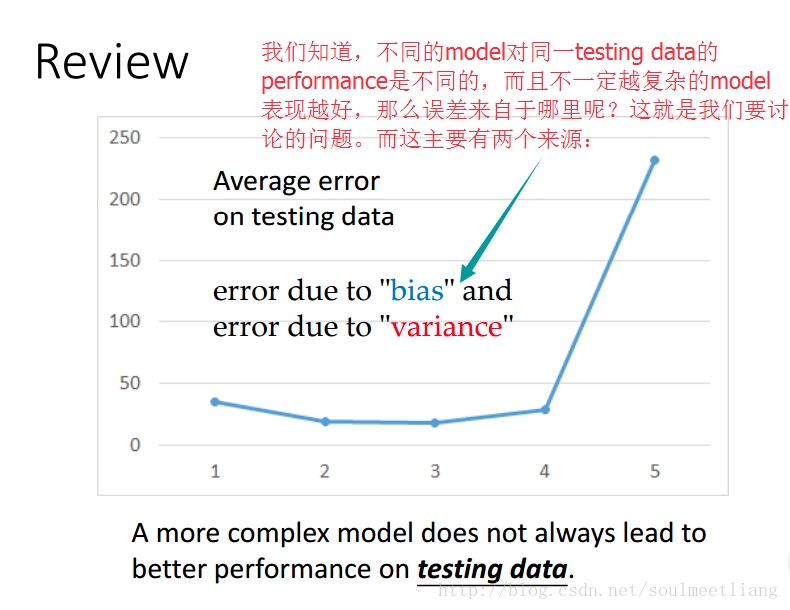 Review
我们知道，不同的model对同一testing data的
performance是不同的，而且不一定越复杂的model
表现越好，那么误差来自于哪里呢？这就是我们要讨
论的问题。而这主要有两个来源：
250
200
150
100
50
0
Average error
on testing data
error due to "bias" and
error due to "variance"
1 2 3 4 5
A more complex model does not always lead to
better performance on testing data.
http://blog.csdn.net/soulmeetliang